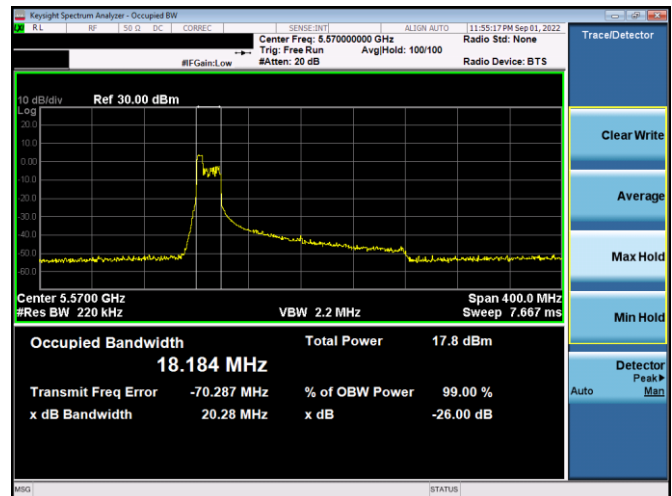 Keysight Spectrum Analyzer - Occupied BW
RL RF 50 Ω DC CORREC SENSE:INT ALIGN AUTO 11:55:17 PM Sep 01, 2022
Center Freq: 5.570000000 GHz Radio Std: None
Trig: Free Run Avg|Hold: 100/100
#IFGain:Low #Atten: 20 dB Radio Device: BTS
10 dB/div Ref 30.00 dBm
Log
20.0
10.0
0.00
-10.0
-20.0
-30.0
-40.0
-50.0
-60.0
Center 5.5700 GHz Span 400.0 MHz
#Res BW 220 kHz VBW 2.2 MHz Sweep 7.667 ms
Occupied Bandwidth Total Power 17.8 dBm
18.184 MHz
Transmit Freq Error -70.287 MHz % of OBW Power 99.00 %
x dB Bandwidth 20.28 MHz x dB -26.00 dB
MSG STATUS
Trace/Detector
Clear Write
Average
Max Hold
Min Hold
Detector
Peak▶
Auto Man